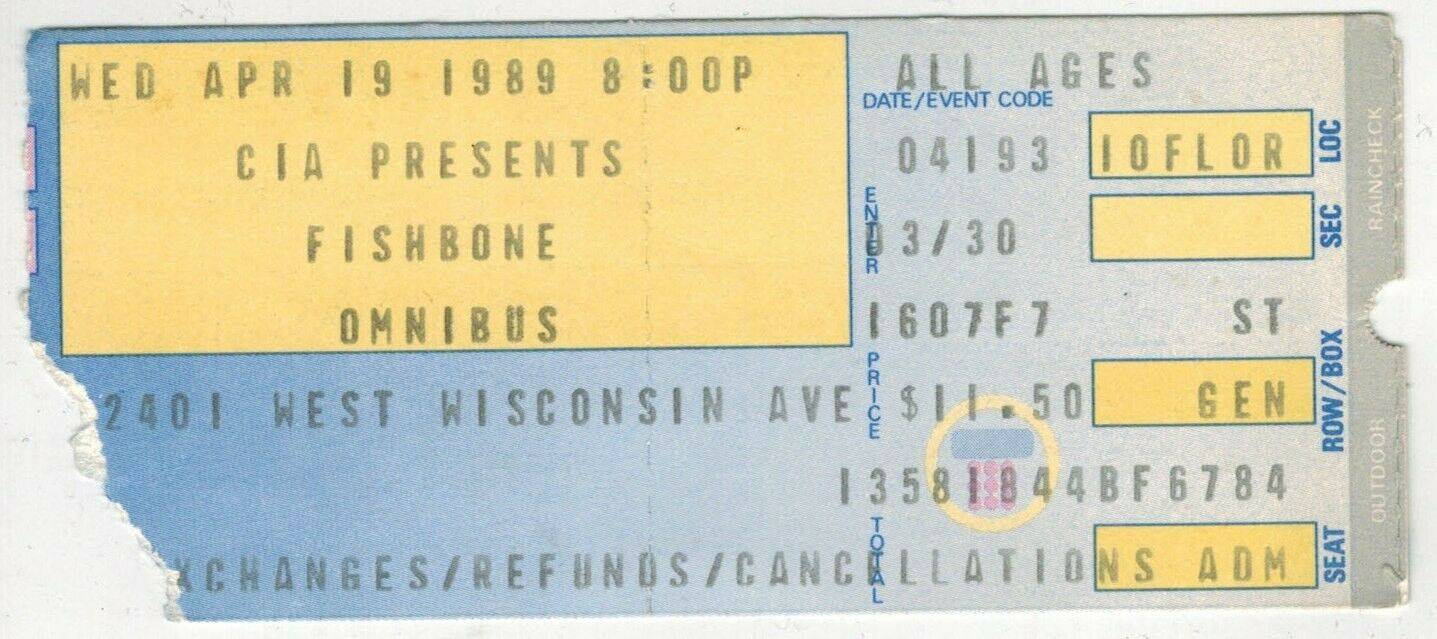 WED APR 19 1989 8:00P
CIA PRESENTS
FISHBONE
OMNIBUS
2401 WEST WISCONSIN AVE
XCHANGES/REFUNDS/CANCELLATIONS ADM
ALL AGES
DATE/EVENT CODE
04193 10FLOR LOC
ENTER 03/30 SEC
1607F7 ST
PRICE $11.50 GEN ROW/BOX
13581844BF6784
TOTAL
SEAT
RAINCHECK
OUTDOOR